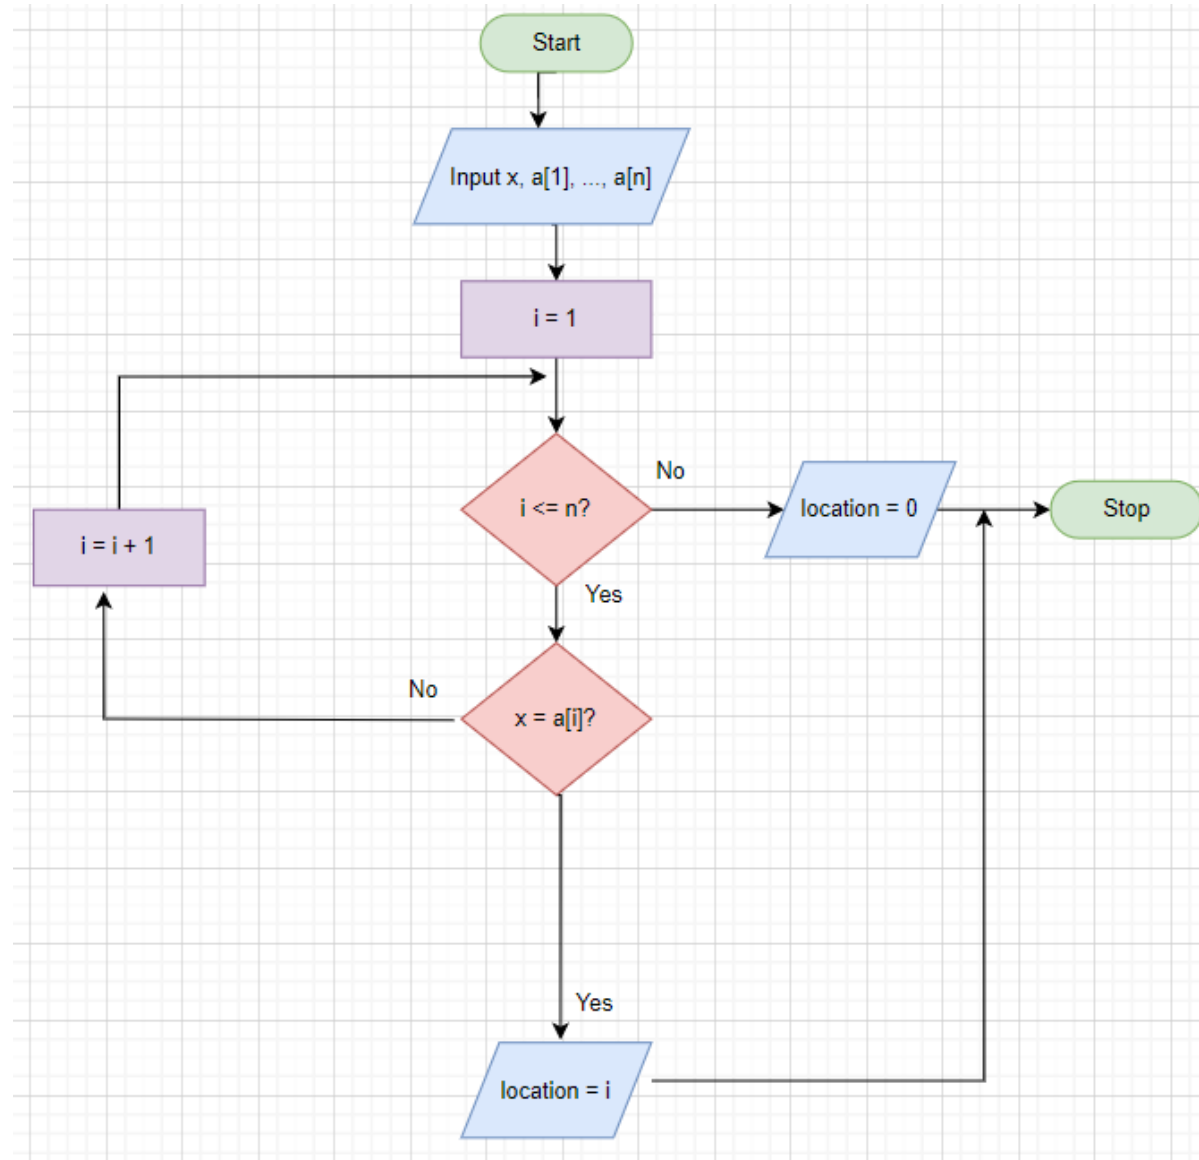 Start
Input x, a[1], ..., a[n]
i = 1
i <= n?
No
location = 0
Stop
i = i + 1
Yes
x = a[i]?
No
Yes
location = i